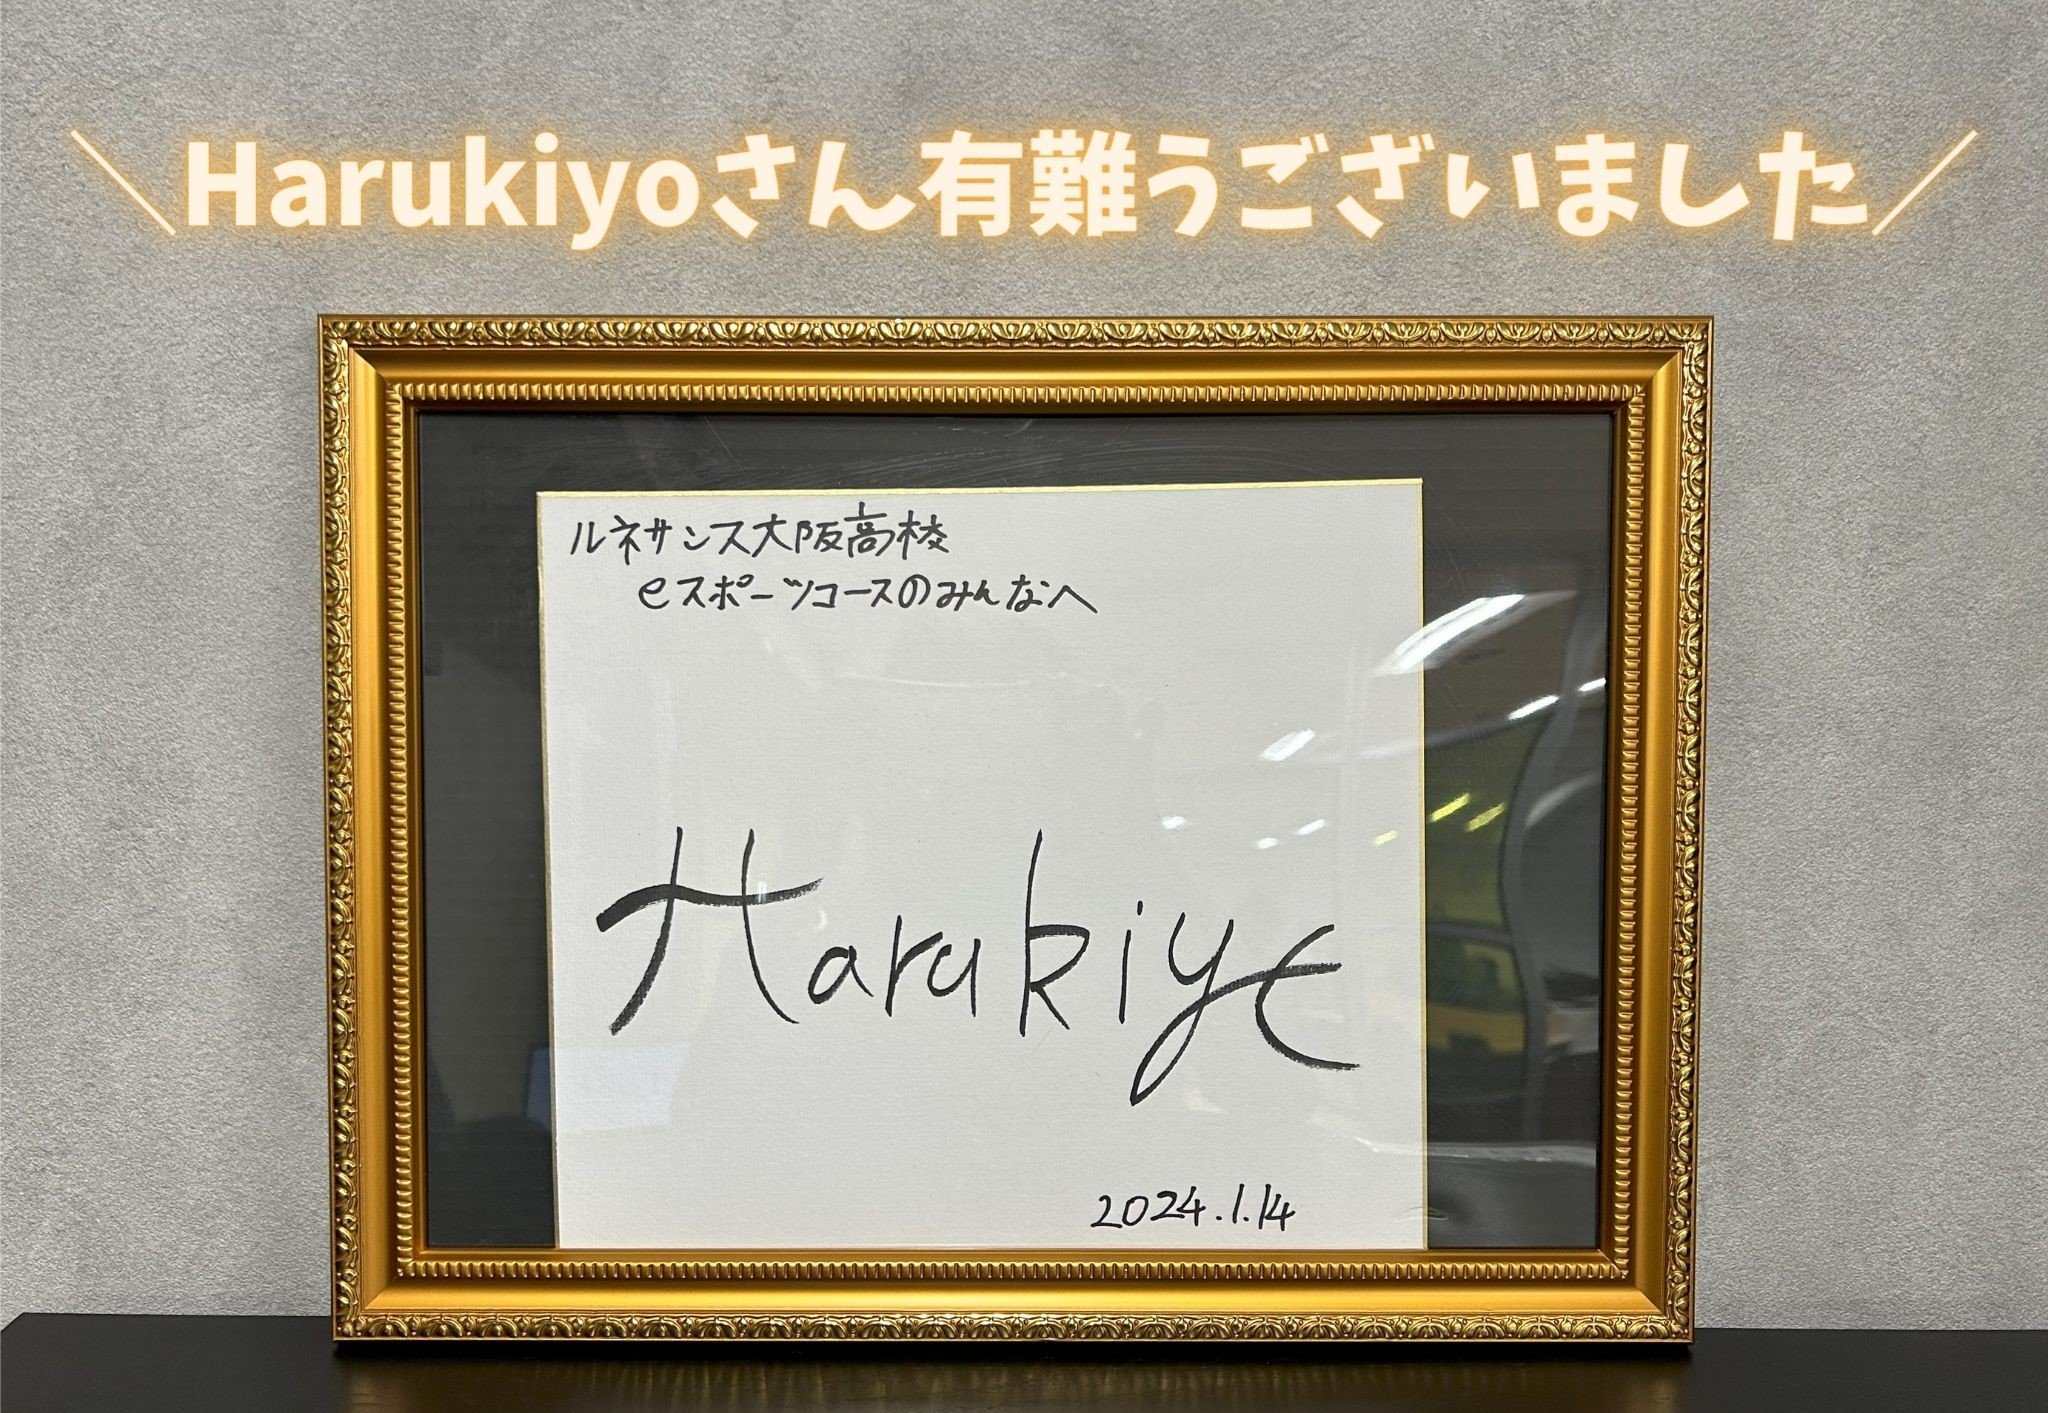 ＼Harukiyoさん有難うございました／
ルネサンス大阪高校
eスポーツコースのみんなへ
Harukiyo
2024.1.14